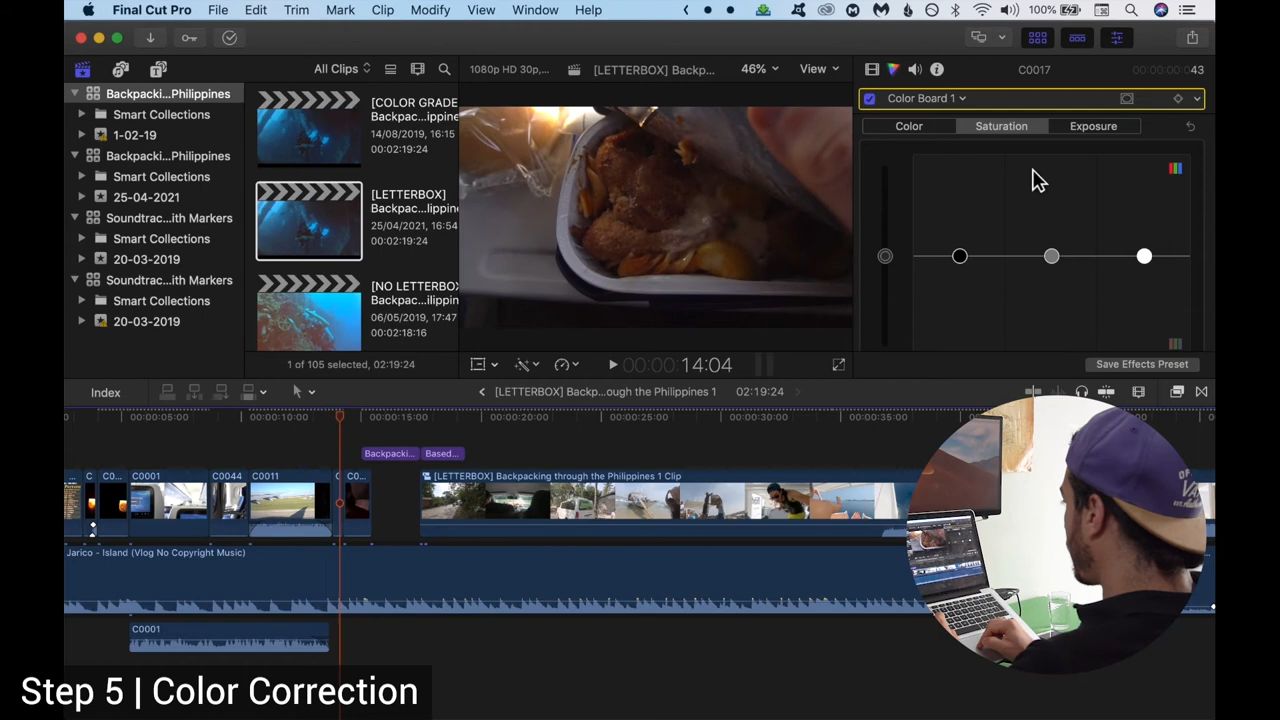 Final Cut Pro File Edit Trim Mark Clip Modify View Window Help 100%
All Clips 1080p HD 30p,... [LETTERBOX] Backp... 46% View C0017 00:00:00:00:43
Backpacki...Philippines
Smart Collections
1-02-19
Backpacki...Philippines
Smart Collections
25-04-2021
Soundtrac...ith Markers
Smart Collections
20-03-2019
Soundtrac...ith Markers
Smart Collections
20-03-2019
[COLOR GRADE
Backpac...ippine
14/08/2019, 16:15
00:02:19:24
[LETTERBOX]
Backpac...lippine
25/04/2021, 16:54
00:02:19:24
[NO LETTERBO
Backpac...ilippin
06/05/2019, 17:47
00:02:18:16
1 of 105 selected, 02:19:24
00:00:14:04
Color Board 1
Color Saturation Exposure
Save Effects Preset
Index
[LETTERBOX] Backp...ough the Philippines 1 02:19:24
00:00:05:00 00:00:10:00 00:00:15:00 00:00:20:00 00:00:25:00 00:00:30:00 00:00:35:00
Backpacki... Based...
... C C0... C0001 C0044 C0011 C C0... [LETTERBOX] Backpacking through the Philippines 1 Clip
Jarico - Island (Vlog No Copyright Music)
C0001
Step 5 | Color Correction